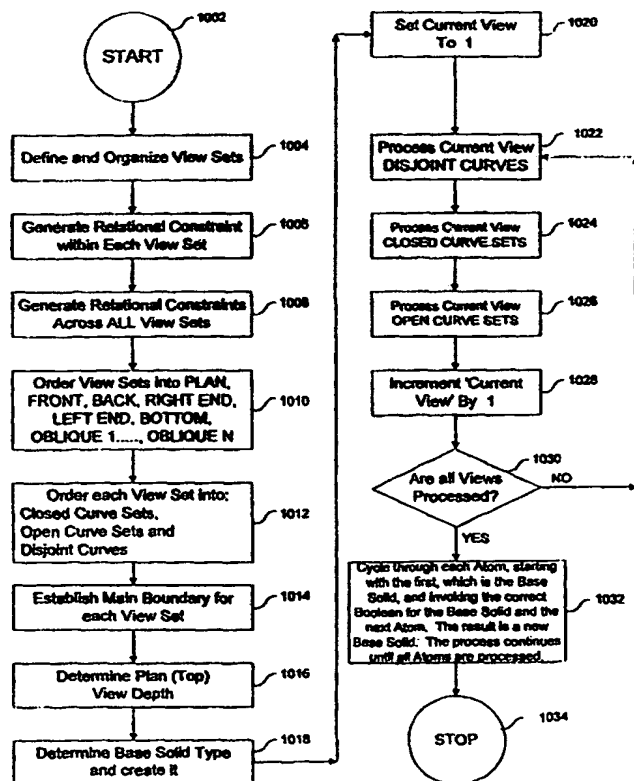 1002
START
1004
Define and Organize View Sets
1006
Generate Relational Constraint
within Each View Set
1008
Generate Relational Constraints
Across ALL View Sets
1010
Order View Sets into PLAN,
FRONT, BACK, RIGHT END,
LEFT END, BOTTOM,
OBLIQUE 1....., OBLIQUE N
1012
Order each View Set into:
Closed Curve Sets,
Open Curve Sets and
Disjoint Curves
1014
Establish Main Boundary for
each View Set
1016
Determine Plan (Top)
View Depth
1018
Determine Base Solid Type
and create it
1020
Set Current View
To 1
1022
Process Current View
DISJOINT CURVES
1024
Process Current View
CLOSED CURVE SETS
1026
Process Current View
OPEN CURVE SETS
1028
Increment 'Current
View' By 1
1030
Are all Views
Processed?
NO
YES
1032
Cycle through each Atom, starting
with the first, which is the Base
Solid, and invoking the correct
Boolean for the Base Solid and the
next Atom. The result is a new
Base Solid. The process continues
until all Atoms are processed.
1034
STOP